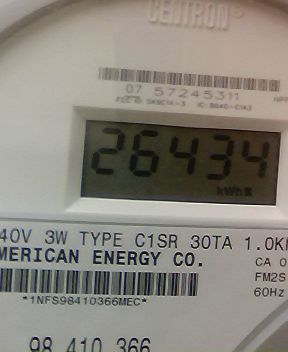 CENTRON®
07 57245311
26434
kWh
40V 3W TYPE C1SR 30TA 1.0K
MERICAN ENERGY CO.
CA 0
FM2S
60Hz
*1NFS98410366MEC*
98 410 366